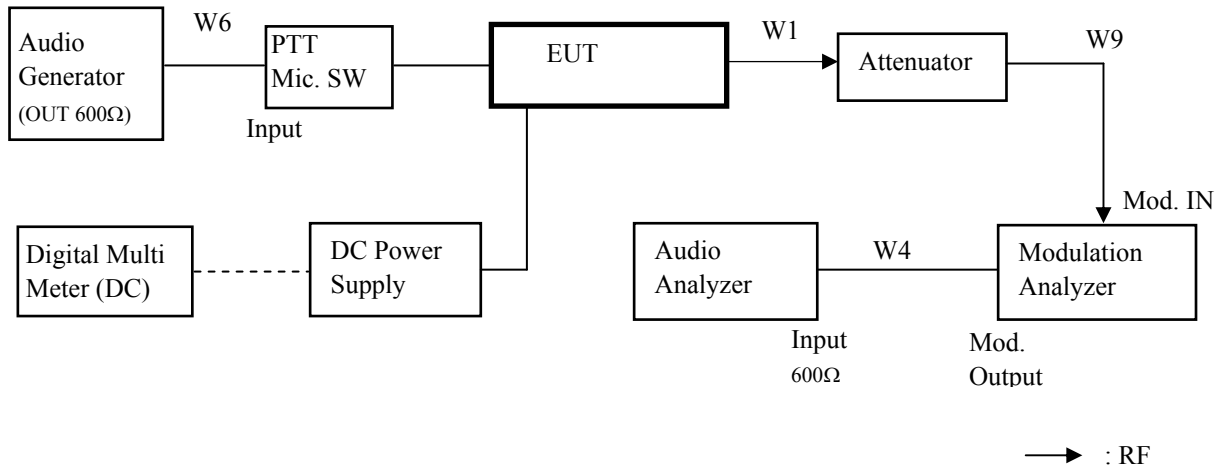 W6
W1
W9
Audio
Generator
(OUT 600Ω)
PTT
Mic. SW
Input
EUT
Attenuator
Mod. IN
Digital Multi
Meter (DC)
DC Power
Supply
Audio
Analyzer
W4
Modulation
Analyzer
Input
600Ω
Mod.
Output
: RF